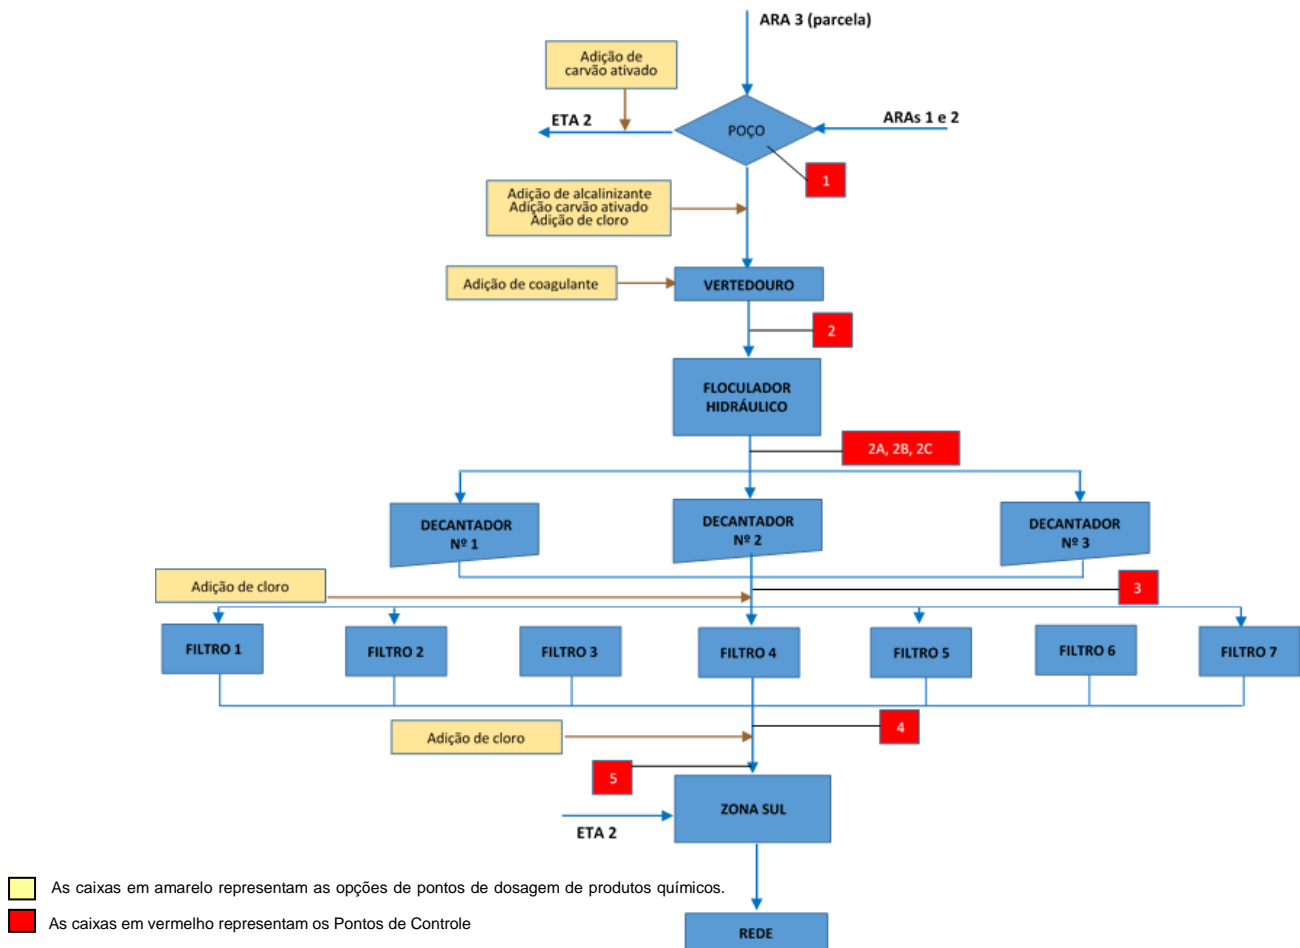 ARA 3 (parcela)
Adição de
carvão ativado
ETA 2
POÇO
ARAs 1 e 2
1
Adição de alcalinizante
Adição carvão ativado
Adição de cloro
Adição de coagulante
VERTEDOURO
2
FLOCULADOR
HIDRÁULICO
2A, 2B, 2C
DECANTADOR
Nº 1
DECANTADOR
Nº 2
DECANTADOR
Nº 3
Adição de cloro
3
FILTRO 1
FILTRO 2
FILTRO 3
FILTRO 4
FILTRO 5
FILTRO 6
FILTRO 7
Adição de cloro
4
5
ZONA SUL
ETA 2
As caixas em amarelo representam as opções de pontos de dosagem de produtos químicos.
As caixas em vermelho representam os Pontos de Controle
REDE